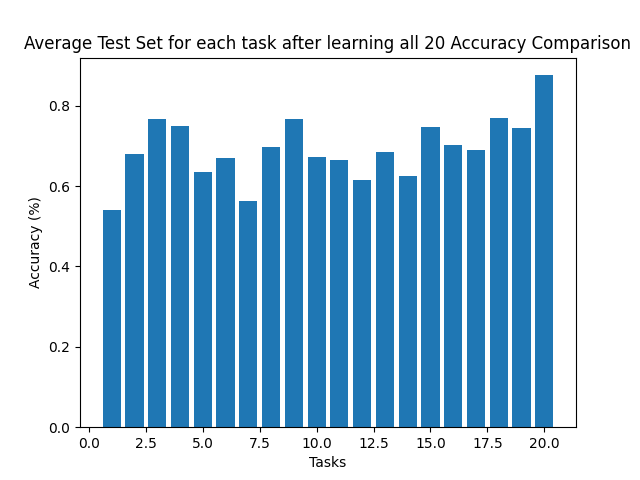 Average Test Set for each task after learning all 20 Accuracy Comparison
Accuracy (%)
0.8
0.6
0.4
0.2
0.0
0.0 2.5 5.0 7.5 10.0 12.5 15.0 17.5 20.0
Tasks